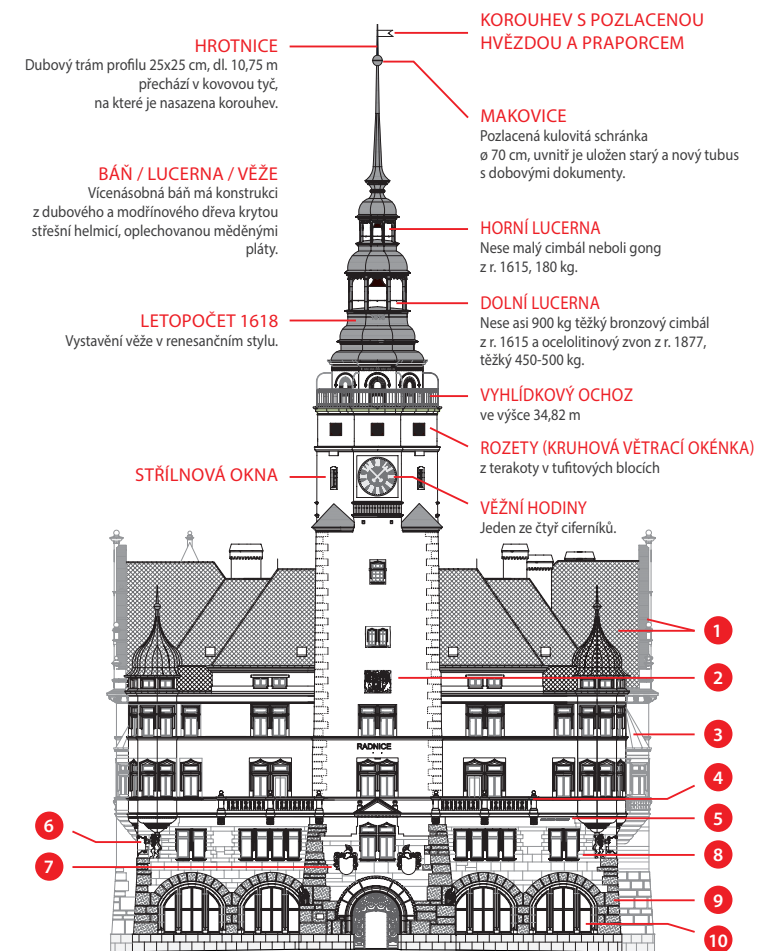 KOROUHEV S POZLACENOU
HVĚZDOU A PRAPORCEM
HROTNICE
Dubový trám profilu 25x25 cm, dl. 10,75 m
přechází v kovovou tyč,
na které je nasazena korouhev.
MAKOVICE
Pozlacená kulovitá schránka
ø 70 cm, uvnitř je uložen starý a nový tubus
s dobovými dokumenty.
BÁŇ / LUCERNA / VĚŽE
Vícenásobná báň má konstrukci
z dubového a modřínového dřeva krytou
střešní helmicí, oplechovanou měděnými
pláty.
HORNÍ LUCERNA
Nese malý cimbál neboli gong
z r. 1615, 180 kg.
DOLNÍ LUCERNA
Nese asi 900 kg těžký bronzový cimbál
z r. 1615 a ocelolitinový zvon z r. 1877,
těžký 450-500 kg.
LETOPOČET 1618
Vystavění věže v renesančním stylu.
VYHLÍDKOVÝ OCHOZ
ve výšce 34,82 m
ROZETY (KRUHOVÁ VĚTRACÍ OKÉNKA)
z terakoty v tufitových blocích
STŘÍLNOVÁ OKNA
VĚŽNÍ HODINY
Jeden ze čtyř ciferníků.
1
2
3
RADNICE
4
5
6
7
8
9
10